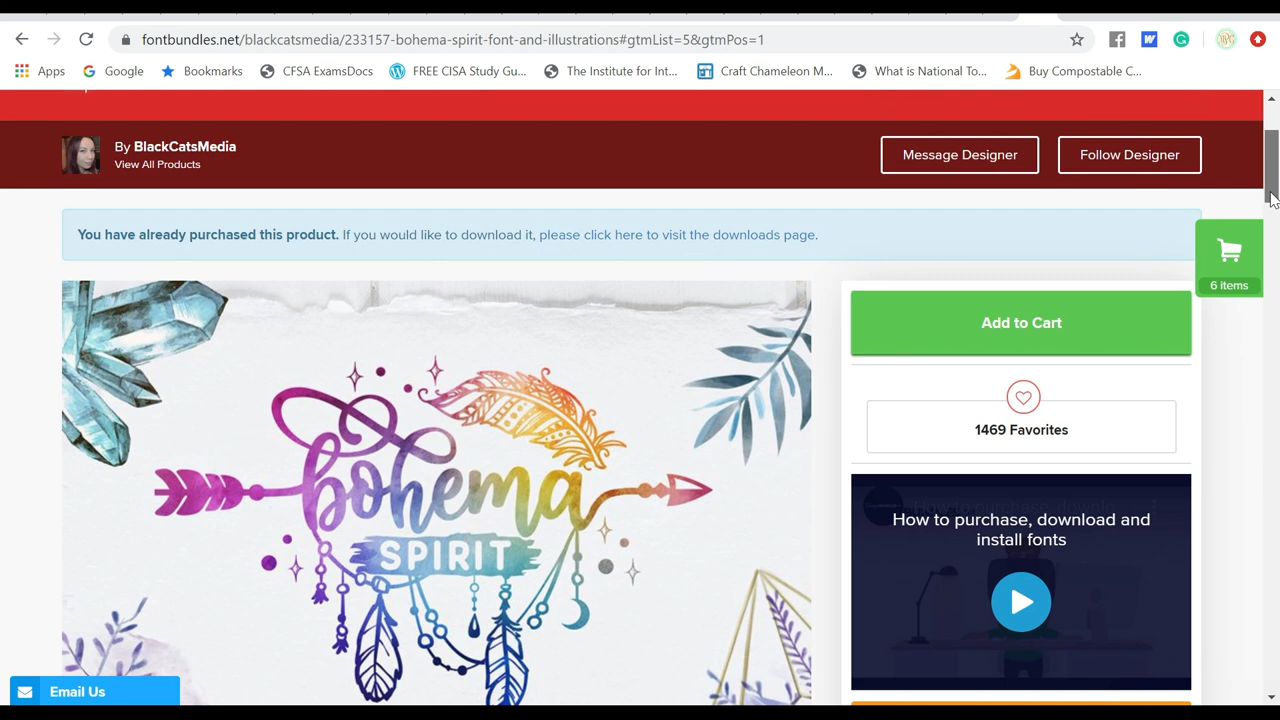 fontbundles.net/blackcatsmedia/233157-bohema-spirit-font-and-illustrations#gtmList=5&gtmPos=1
Apps Google Bookmarks CFSA ExamsDocs FREE CISA Study Gu... The Institute for Int... Craft Chameleon M... What is National To... Buy Compostable C...
By BlackCatsMedia
View All Products
Message Designer
Follow Designer
You have already purchased this product. If you would like to download it, please click here to visit the downloads page.
6 items
Add to Cart
1469 Favorites
bohema
SPIRIT
How to purchase, download and
install fonts
Email Us